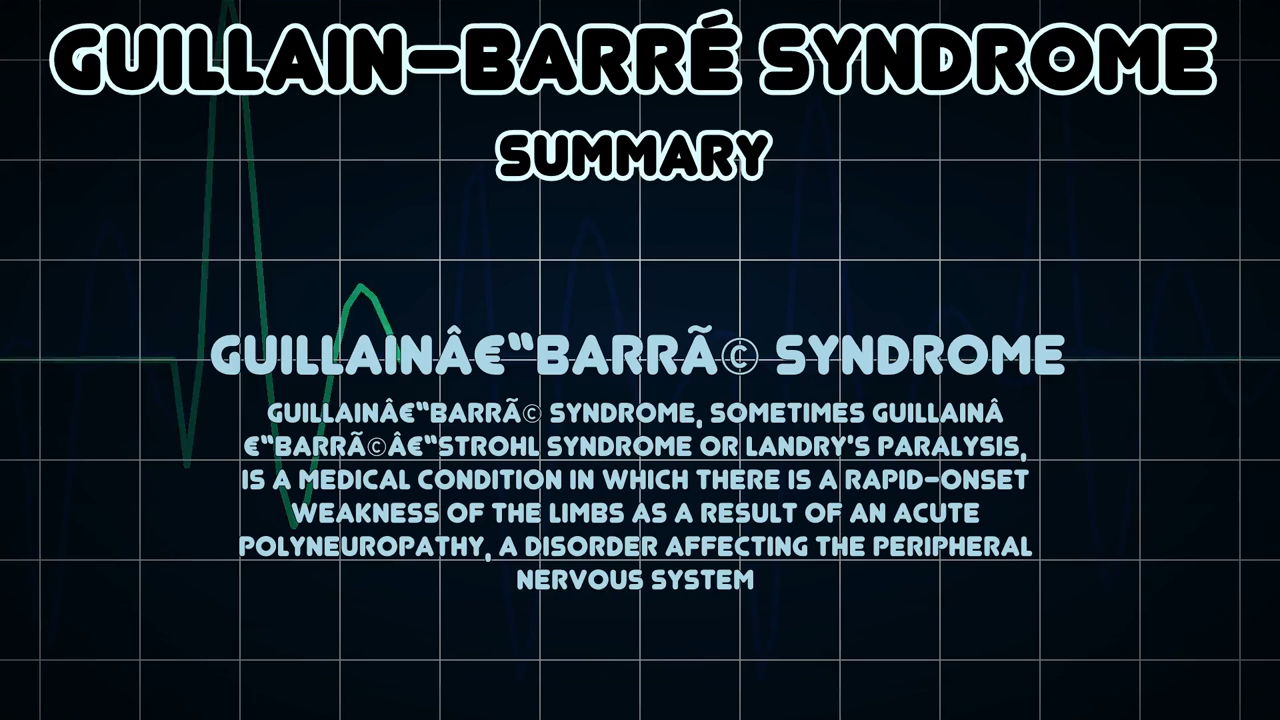 GUILLAIN-BARRÉ SYNDROME
SUMMARY
GUILLAINÂ€“BARRÃ© SYNDROME
GUILLAINÂ€“BARRÃ© SYNDROME, SOMETIMES GUILLAINÂ
€“BARRÃ©Â€“STROHL SYNDROME OR LANDRY'S PARALYSIS,
IS A MEDICAL CONDITION IN WHICH THERE IS A RAPID-ONSET
WEAKNESS OF THE LIMBS AS A RESULT OF AN ACUTE
POLYNEUROPATHY, A DISORDER AFFECTING THE PERIPHERAL
NERVOUS SYSTEM